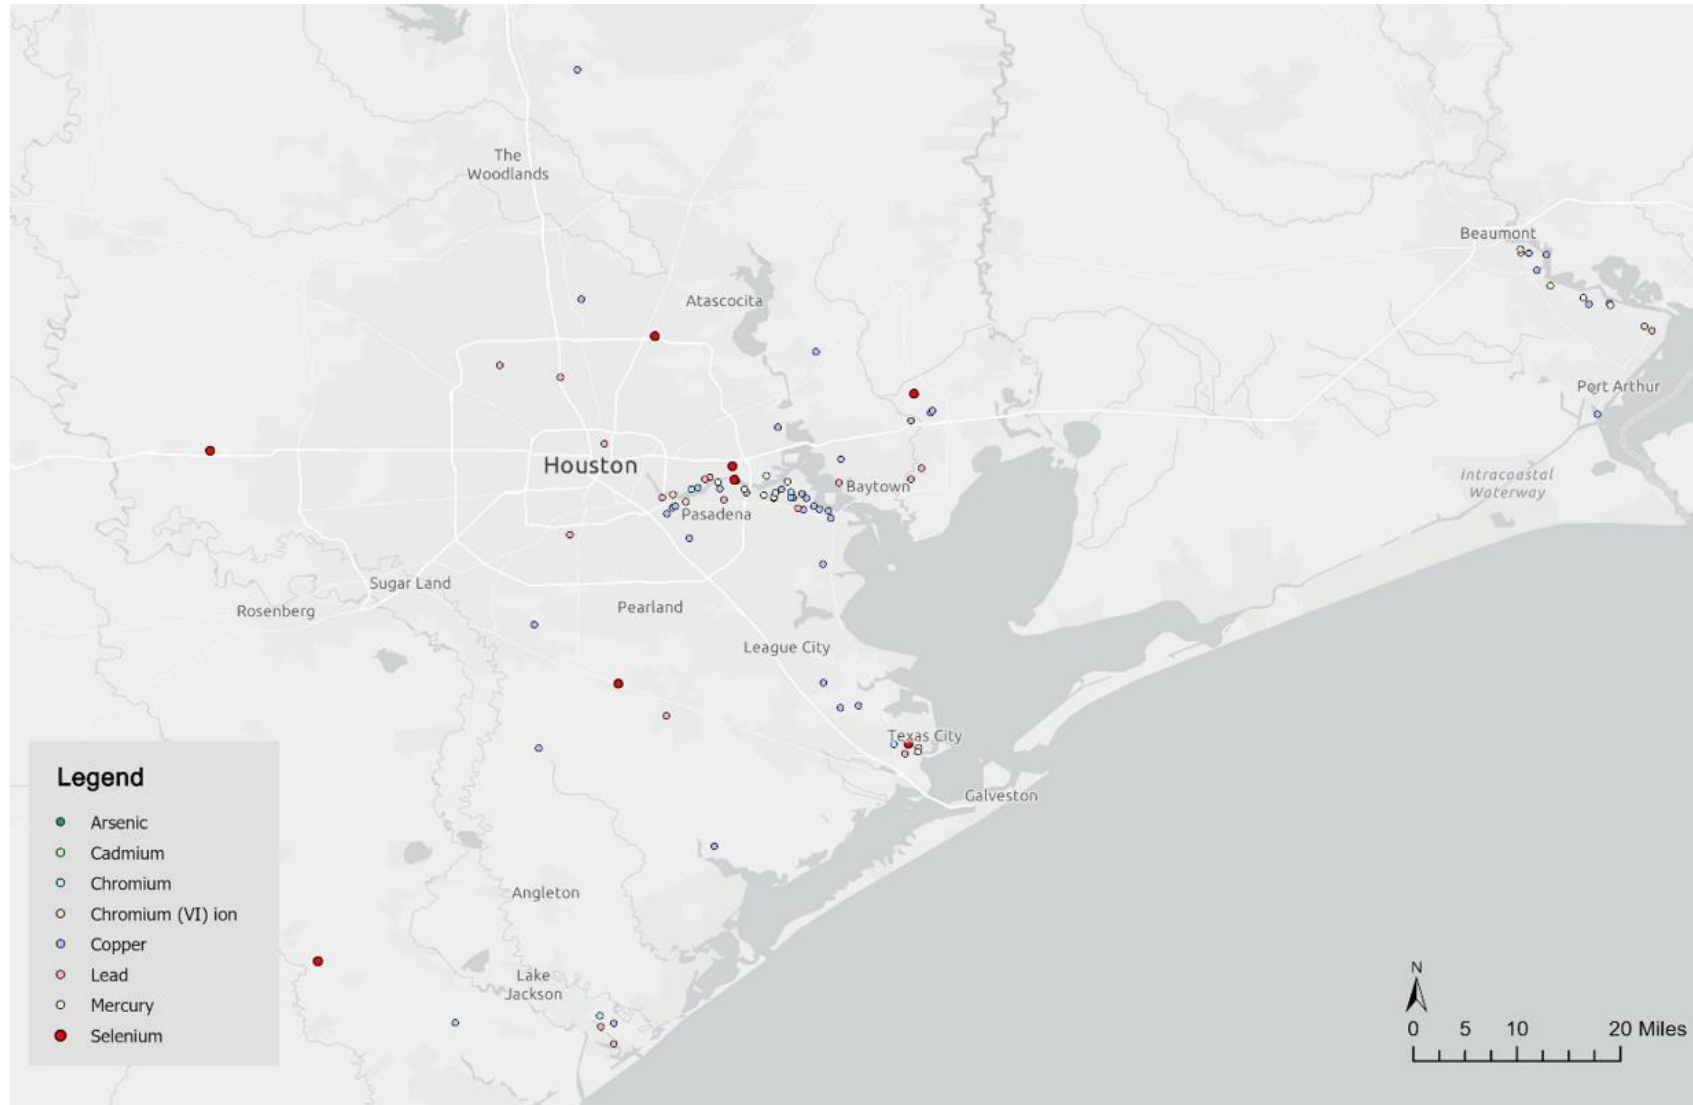 The
Woodlands
Beaumont
Atascocita
Port Arthur
Houston
Intracoastal
Waterway
Baytown
Pasadena
Sugar Land
Rosenberg
Pearland
League City
Texas City
Galveston
Angleton
Lake
Jackson
Legend
Arsenic
Cadmium
Chromium
Chromium (VI) ion
Copper
Lead
Mercury
Selenium
N
0 5 10 20 Miles